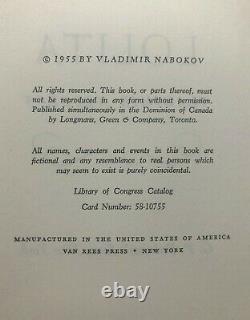 © 1955 BY VLADIMIR NABOKOV
All rights reserved. This book, or parts thereof, must
not be reproduced in any form without permission.
Published simultaneously in the Dominion of Canada
by Longmans, Green & Company, Toronto.
All names, characters and events in this book are
fictional and any resemblance to real persons which
may seem to exist is purely coincidental.
Library of Congress Catalog
Card Number: 58-10755
MANUFACTURED IN THE UNITED STATES OF AMERICA
VAN REES PRESS • NEW YORK
hms.com